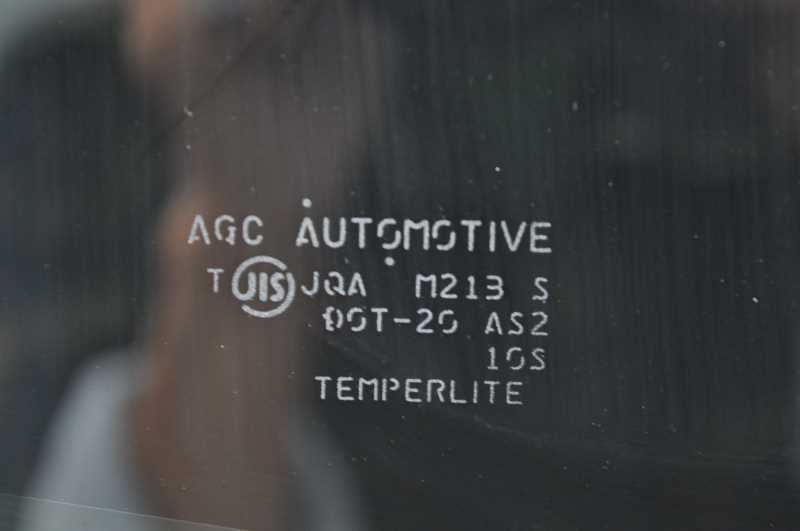 AGC AUTOMOTIVE
T JIS JQA M213 S
DOT-20 AS2
10S
TEMPERLITE